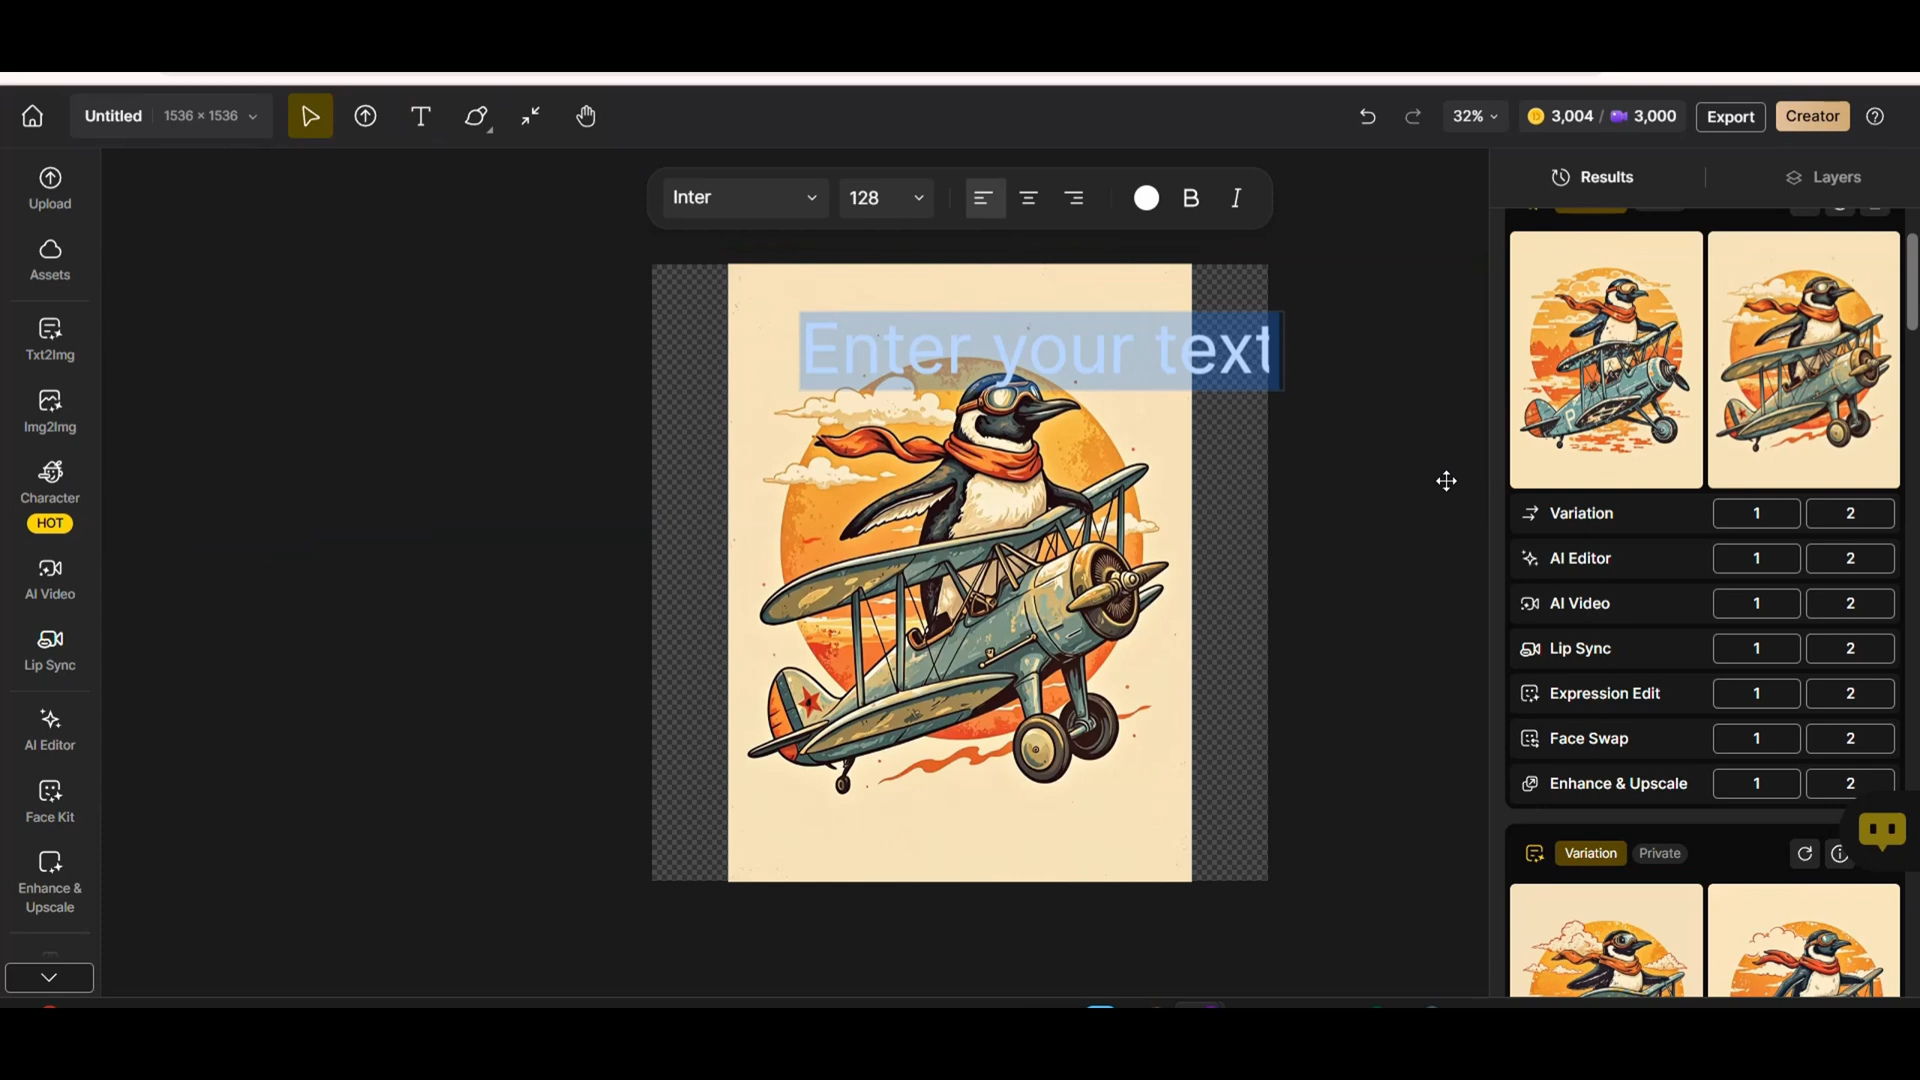 Untitled 1536 × 1536 T 32% 3,004 / 3,000 Export Creator
Upload
Assets
Txt2Img
Img2Img
Character
HOT
AI Video
Lip Sync
AI Editor
Face Kit
Enhance &
Upscale
Inter 128 B I
Enter your text
Results Layers
Variation 1 2
AI Editor 1 2
AI Video 1 2
Lip Sync 1 2
Expression Edit 1 2
Face Swap 1 2
Enhance & Upscale 1 2
Variation Private